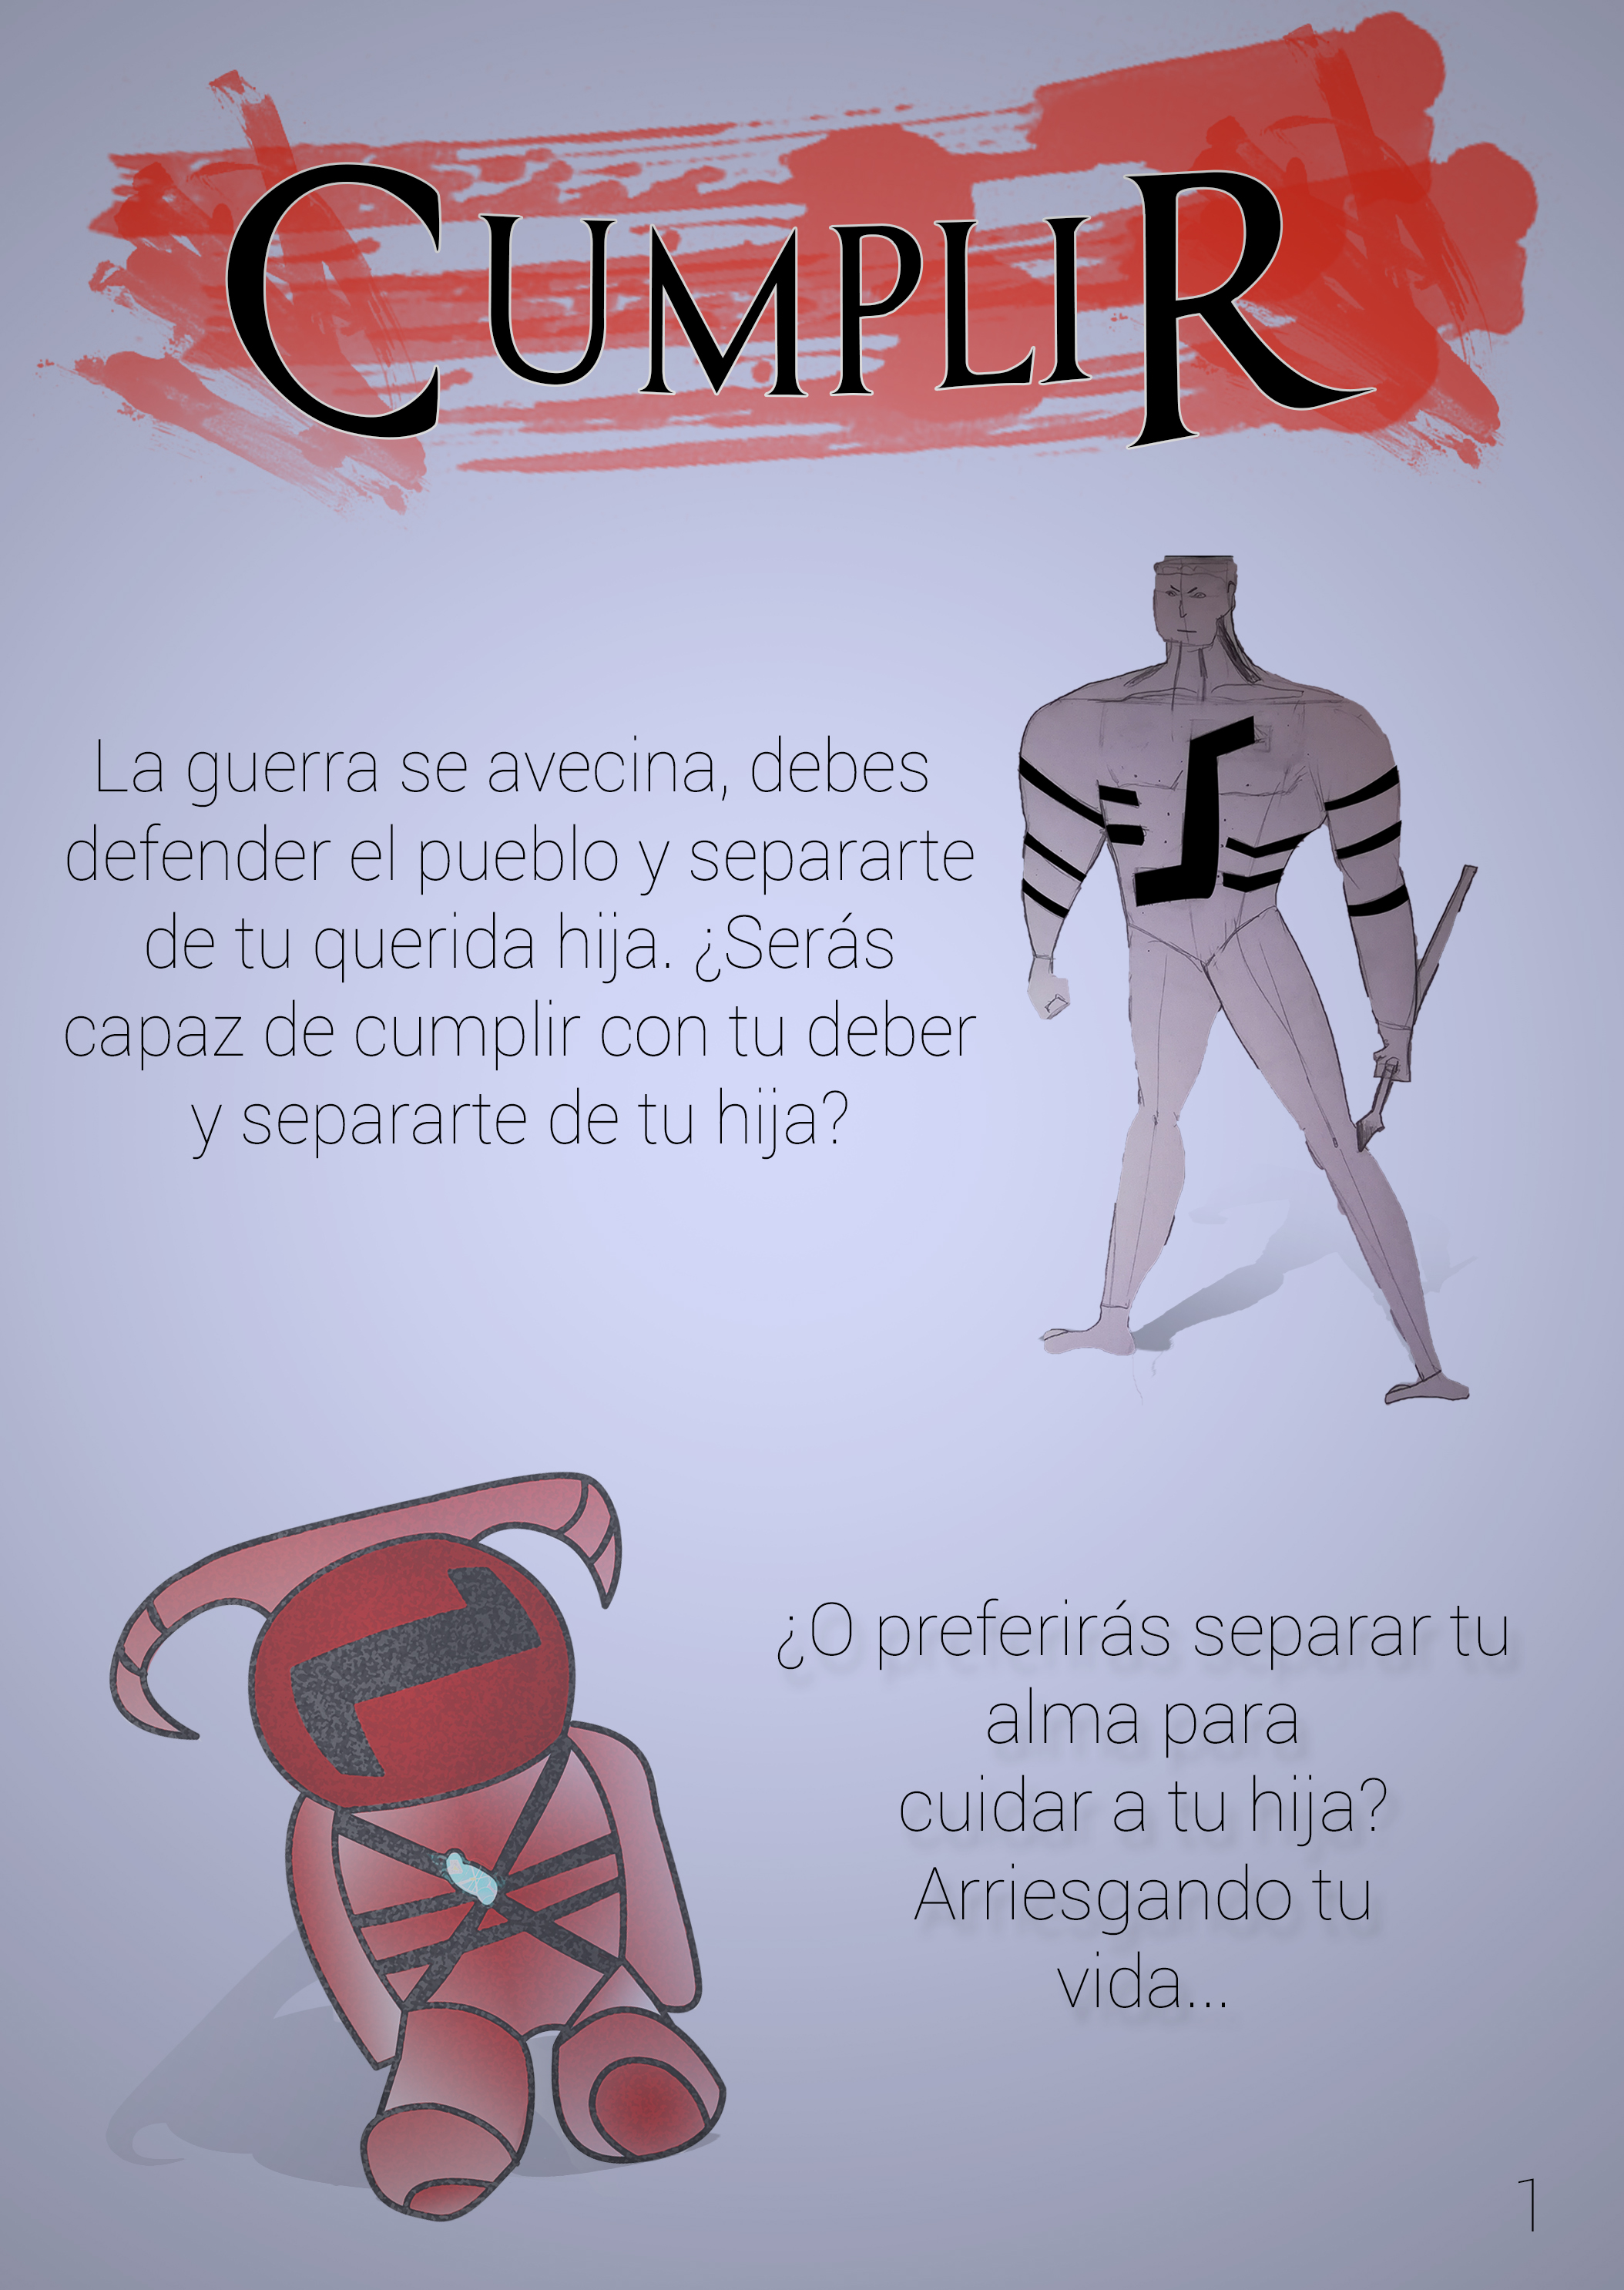 CUMPLIR
La guerra se avecina, debes
defender el pueblo y separarte
de tu querida hija. ¿Serás
capaz de cumplir con tu deber
y separarte de tu hija?
¿O preferirás separar tu
alma para
cuidar a tu hija?
Arriesgando tu
vida...
1